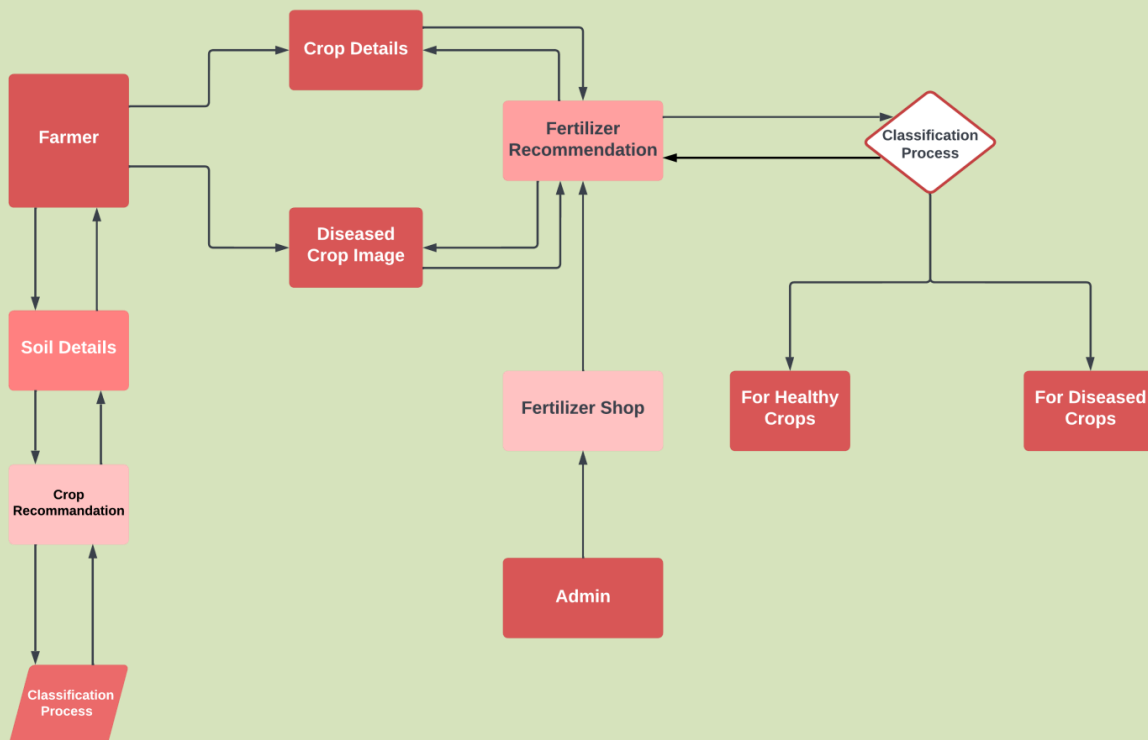 Crop Details
Farmer
Fertilizer
Recommendation
Classification
Process
Diseased
Crop Image
Soil Details
For Healthy
Crops
For Diseased
Crops
Fertilizer Shop
Crop
Recommandation
Admin
Classification
Process